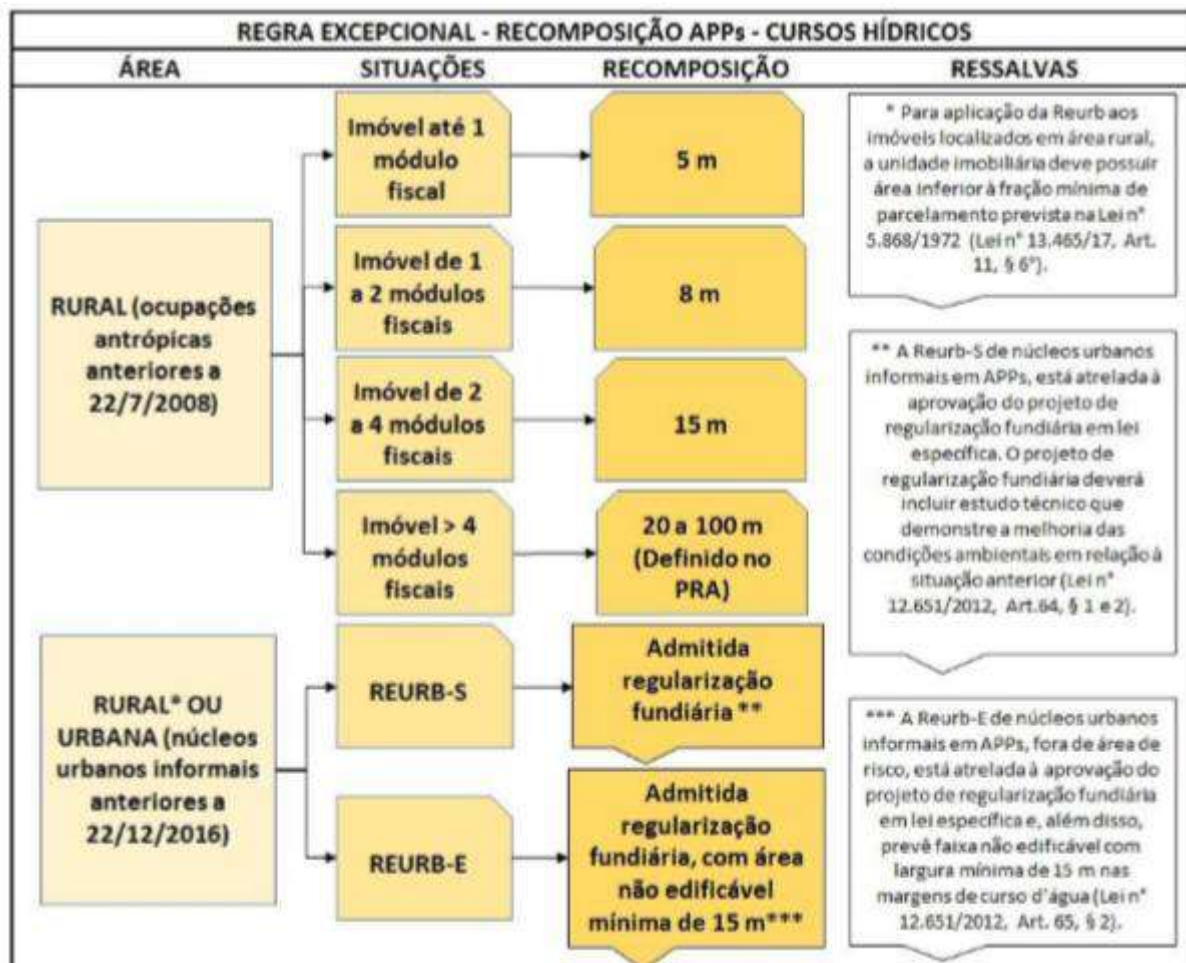 REGRA EXCEPCIONAL - RECOMPOSIÇÃO APPs - CURSOS HÍDRICOS
ÁREA
SITUAÇÕES
RECOMPOSIÇÃO
RESSALVAS
RURAL (ocupações
antrópicas
anteriores a
22/7/2008)
Imóvel até 1
módulo
fiscal
5 m
Imóvel de 1
a 2 módulos
fiscais
8 m
Imóvel de 2
a 4 módulos
fiscais
15 m
Imóvel > 4
módulos
fiscais
20 a 100 m
(Definido no
PRA)
RURAL* OU
URBANA (núcleos
urbanos informais
anteriores a
22/12/2016)
REURB-S
Admitida
regularização
fundiária **
REURB-E
Admitida
regularização
fundiária, com área
não edificável
mínima de 15 m***
* Para aplicação da Reurb aos
imóveis localizados em área rural,
a unidade imobiliária deve possuir
área inferior à fração mínima de
parcelamento prevista na Lei n°
5.868/1972 (Lei n° 13.465/17, Art.
11, § 6°).
** A Reurb-S de núcleos urbanos
informais em APPs, está atrelada à
aprovação do projeto de
regularização fundiária em lei
específica. O projeto de
regularização fundiária deverá
incluir estudo técnico que
demonstre a melhoria das
condições ambientais em relação à
situação anterior (Lei n°
12.651/2012, Art.64, § 1 e 2).
*** A Reurb-E de núcleos urbanos
informais em APPs, fora de área de
risco, está atrelada à aprovação do
projeto de regularização fundiária
em lei específica e, além disso,
prevê faixa não edificável com
largura mínima de 15 m nas
margens de curso d'água (Lei n°
12.651/2012, Art. 65, § 2).